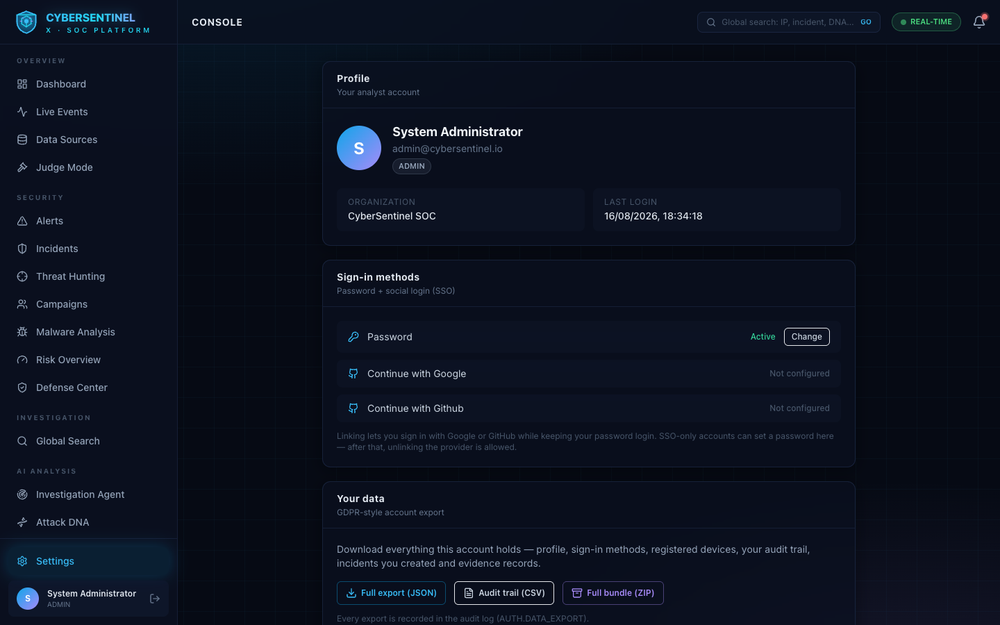 CYBERSENTINEL
X · SOC PLATFORM
CONSOLE
Global search: IP, incident, DNA...
GO
REAL-TIME
OVERVIEW
Dashboard
Live Events
Data Sources
Judge Mode
SECURITY
Alerts
Incidents
Threat Hunting
Campaigns
Malware Analysis
Risk Overview
Defense Center
INVESTIGATION
Global Search
AI ANALYSIS
Investigation Agent
Attack DNA
Settings
S
System Administrator
ADMIN
Profile
Your analyst account
S
System Administrator
admin@cybersentinel.io
ADMIN
ORGANIZATION
CyberSentinel SOC
LAST LOGIN
16/08/2026, 18:34:18
Sign-in methods
Password + social login (SSO)
Password
Active
Change
Continue with Google
Not configured
Continue with Github
Not configured
Linking lets you sign in with Google or GitHub while keeping your password login. SSO-only accounts can set a password here
— after that, unlinking the provider is allowed.
Your data
GDPR-style account export
Download everything this account holds — profile, sign-in methods, registered devices, your audit trail,
incidents you created and evidence records.
Full export (JSON)
Audit trail (CSV)
Full bundle (ZIP)
Every export is recorded in the audit log (AUTH.DATA_EXPORT).